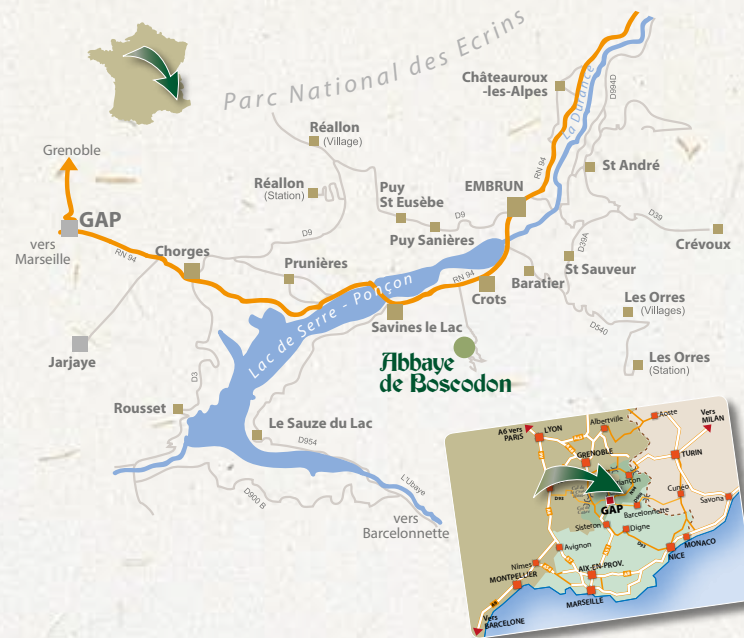 Parc National des Ecrins
Châteauroux
-les-Alpes
La Durance
D994D
Réallon
(Village)
Grenoble
RN 94
St André
Réallon
(Station)
Puy
St Eusèbe
EMBRUN
GAP
D9
D39
D9
Puy Sanières
D39A
Crévoux
vers
Marseille
RN 94
Chorges
Prunières
St Sauveur
Baratier
RN 94
Crots
Les Orres
(Villages)
Lac de Serre - Ponçon
Savines le Lac
D540
Jarjaye
Abbaye
de Boscodon
Les Orres
(Station)
D3
Rousset
Le Sauze du Lac
D954
D900 B
L'Ubaye
vers
Barcelonnette
A6 vers
PARIS
LYON
Albertville
Aoste
Vers
MILAN
GRENOBLE
TURIN
GAP
Cuneo
Barcelonnette
Savona
Sisteron
Digne
Avignon
MONACO
NICE
Nîmes
AIX-EN-PROV.
MONTPELLIER
MARSEILLE
Vers
BARCELONE